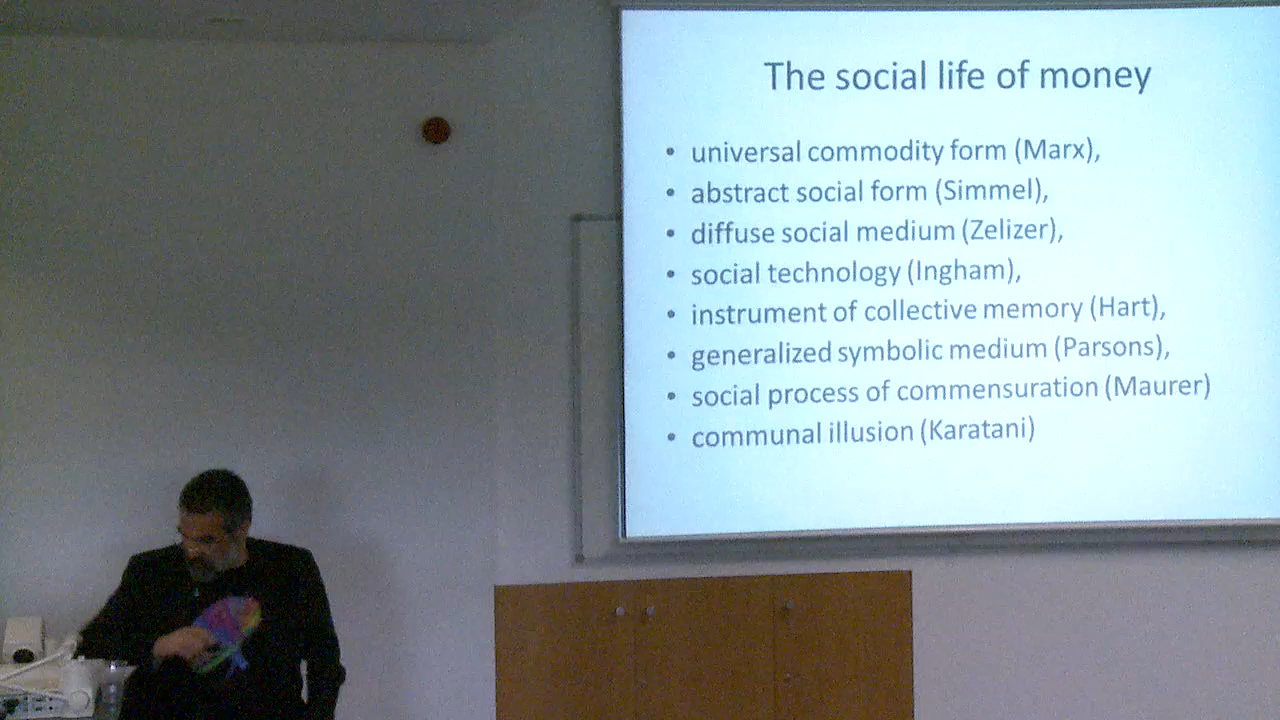 The social life of money
• universal commodity form (Marx),
• abstract social form (Simmel),
• diffuse social medium (Zelizer),
• social technology (Ingham),
• instrument of collective memory (Hart),
• generalized symbolic medium (Parsons),
• social process of commensuration (Maurer)
• communal illusion (Karatani)